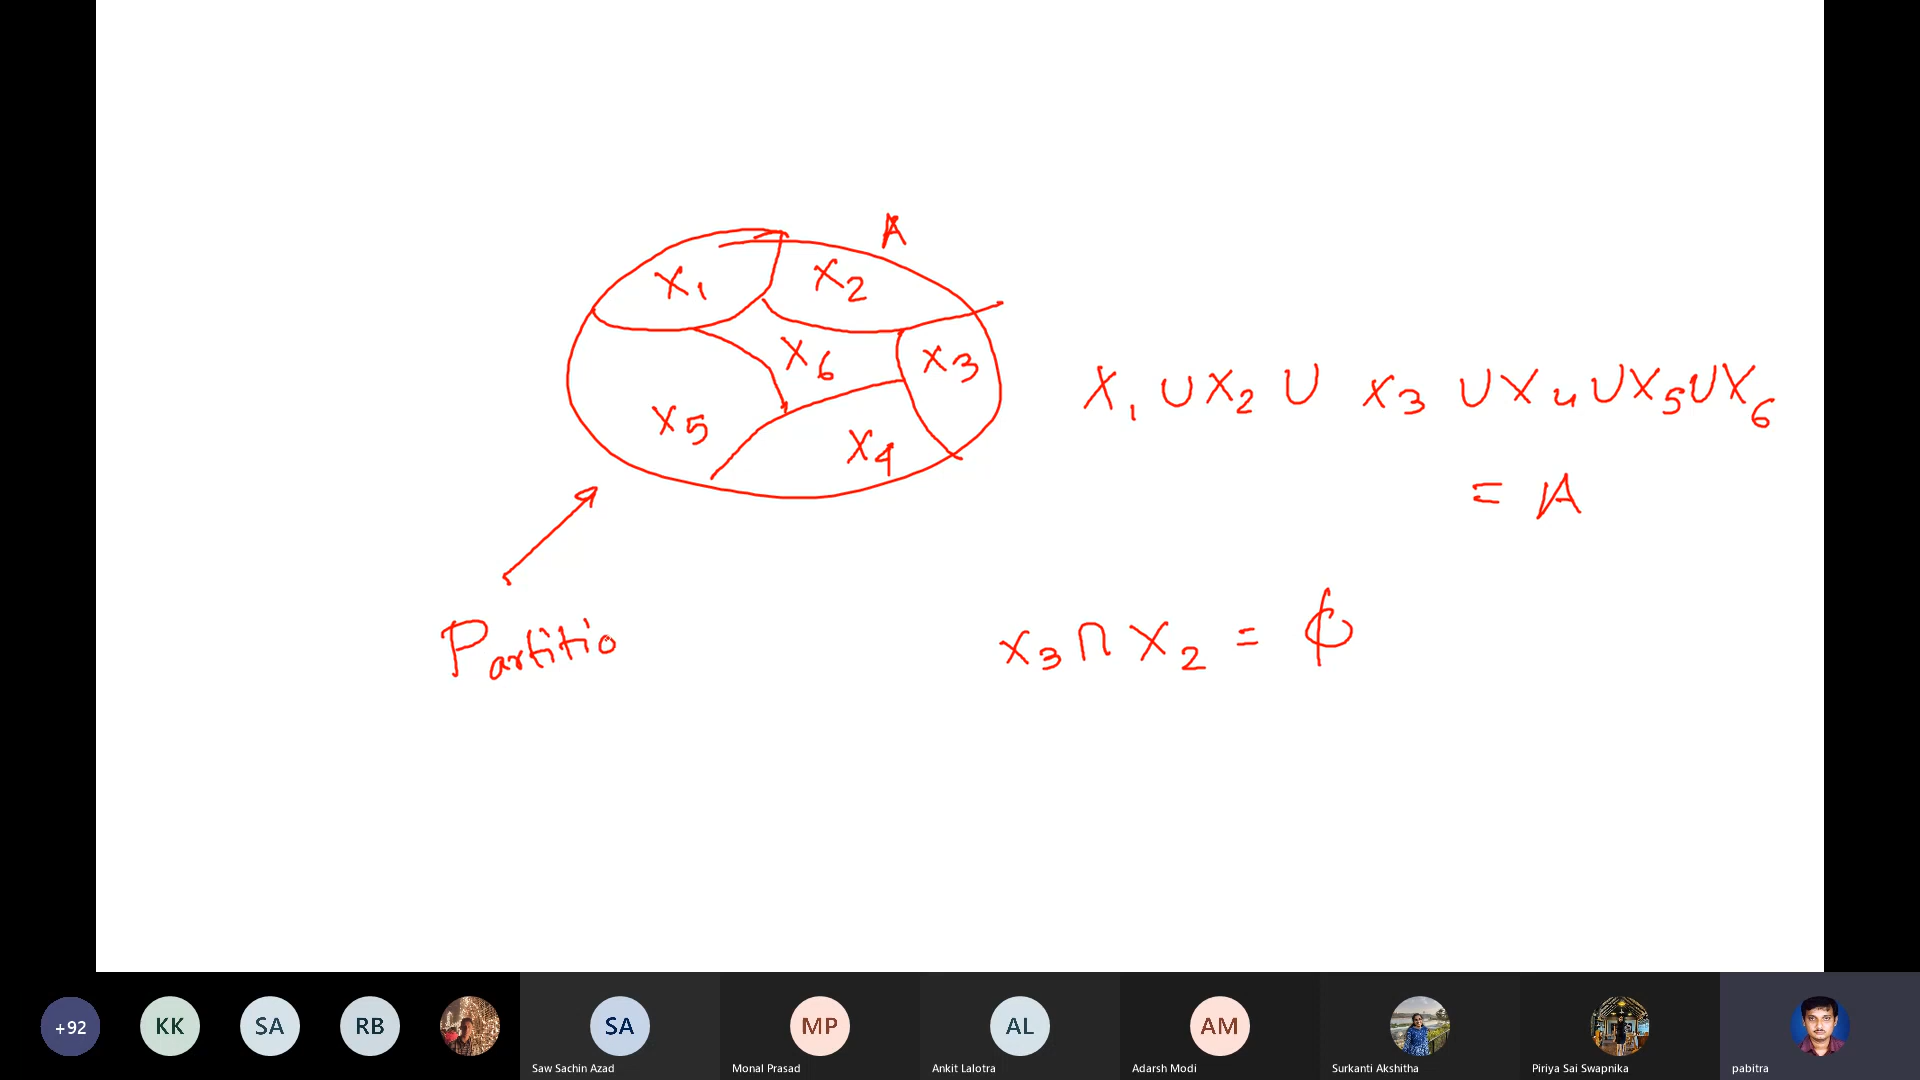 A
X1 X2
X6 X3
X5 X4
X1 ∪ X2 ∪ X3 ∪ X4 ∪ X5 ∪ X6
= A
Partitio
X3 ∩ X2 = ϕ
+92 KK SA RB SA MP AL AM
Saw Sachin Azad Monal Prasad Ankit Lalotra Adarsh Modi Surkanti Akshitha Piriya Sai Swapnika pabitra